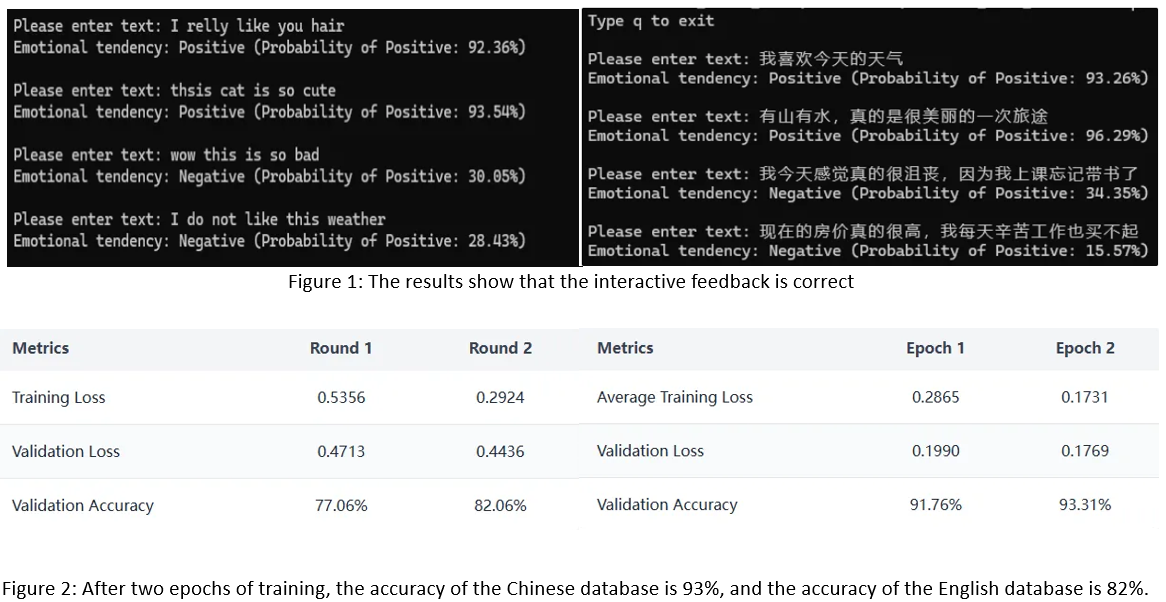 Please enter text: I relly like you hair
Emotional tendency: Positive (Probability of Positive: 92.36%)
Please enter text: thsis cat is so cute
Emotional tendency: Positive (Probability of Positive: 93.54%)
Please enter text: wow this is so bad
Emotional tendency: Negative (Probability of Positive: 30.05%)
Please enter text: I do not like this weather
Emotional tendency: Negative (Probability of Positive: 28.43%)
Type q to exit
Please enter text: 我喜欢今天的天气
Emotional tendency: Positive (Probability of Positive: 93.26%)
Please enter text: 有山有水，真的是很美丽的一次旅途
Emotional tendency: Positive (Probability of Positive: 96.29%)
Please enter text: 我今天感觉真的很沮丧，因为我上课忘记带书了
Emotional tendency: Negative (Probability of Positive: 34.35%)
Please enter text: 现在的房价真的很高，我每天辛苦工作也买不起
Emotional tendency: Negative (Probability of Positive: 15.57%)
Figure 1: The results show that the interactive feedback is correct
Metrics Round 1 Round 2
Training Loss 0.5356 0.2924
Validation Loss 0.4713 0.4436
Validation Accuracy 77.06% 82.06%
Metrics Epoch 1 Epoch 2
Average Training Loss 0.2865 0.1731
Validation Loss 0.1990 0.1769
Validation Accuracy 91.76% 93.31%
Figure 2: After two epochs of training, the accuracy of the Chinese database is 93%, and the accuracy of the English database is 82%.